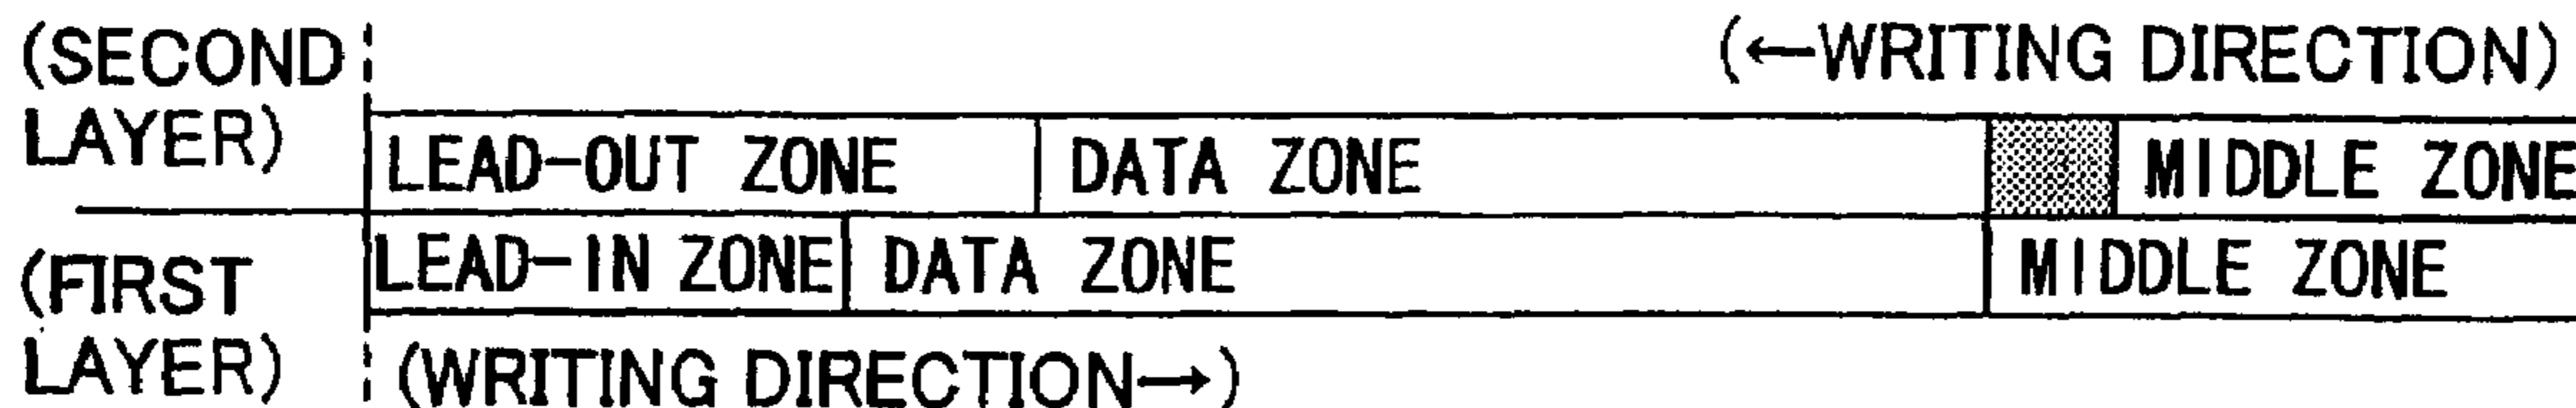 (SECOND
LAYER)
(←WRITING DIRECTION)
LEAD-OUT ZONE
DATA ZONE
MIDDLE ZONE
(FIRST
LAYER)
LEAD-IN ZONE
DATA ZONE
MIDDLE ZONE
(WRITING DIRECTION→)